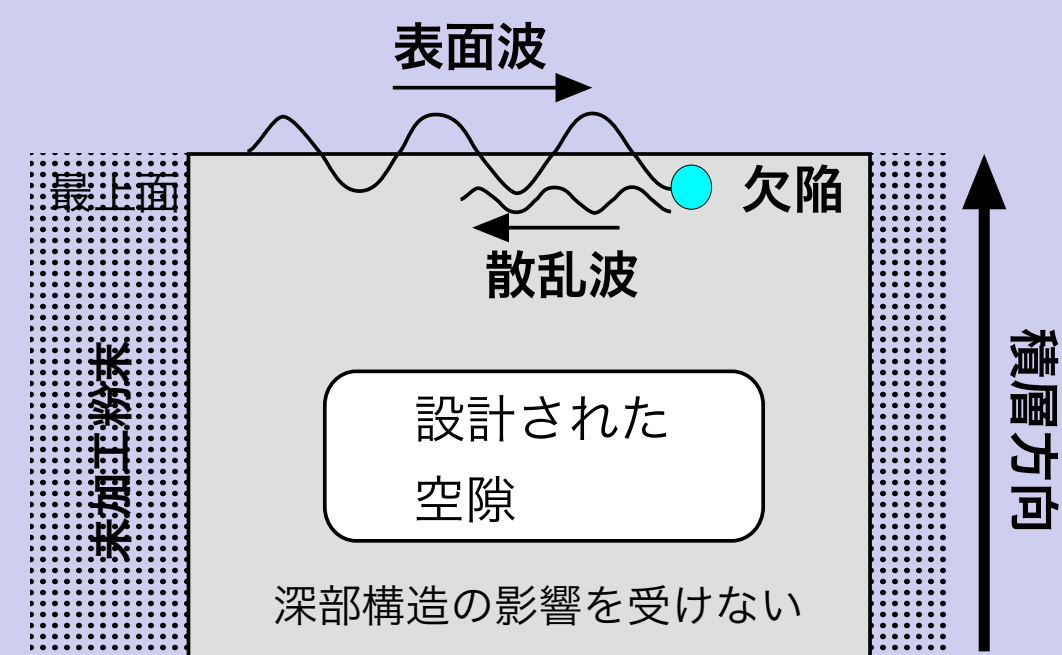 表面波
最上面
欠陥
散乱波
未加工粉末
積層方向
設計された
空隙
深部構造の影響を受けない